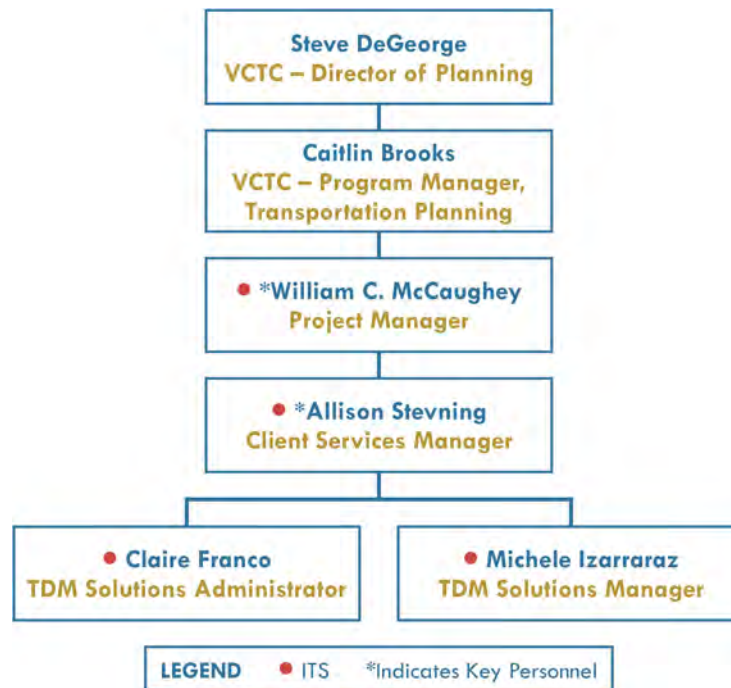 Steve DeGeorge
VCTC – Director of Planning
Caitlin Brooks
VCTC – Program Manager,
Transportation Planning
*William C. McCaughey
Project Manager
*Allison Stevning
Client Services Manager
Claire Franco
TDM Solutions Administrator
Michele Izarraraz
TDM Solutions Manager
LEGEND ITS *Indicates Key Personnel